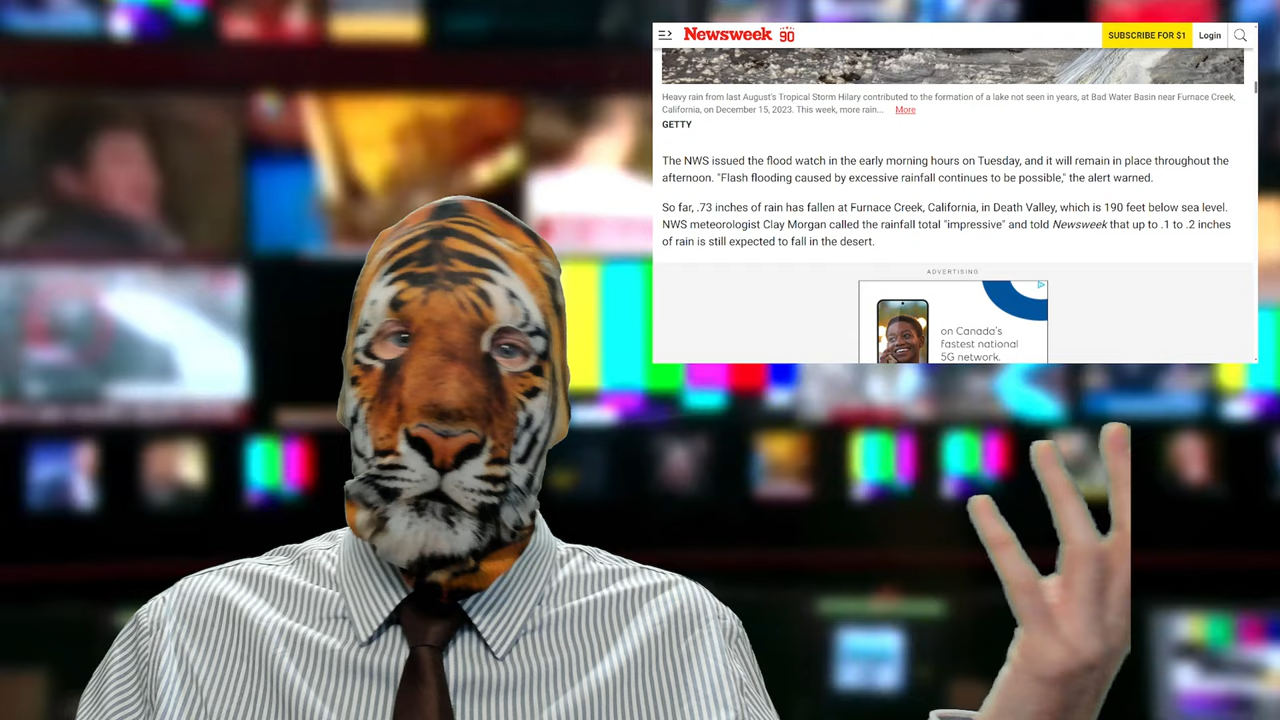 Newsweek 90
SUBSCRIBE FOR $1
Login
Heavy rain from last August's Tropical Storm Hilary contributed to the formation of a lake not seen in years, at Bad Water Basin near Furnace Creek,
California, on December 15, 2023. This week, more rain... More
GETTY
The NWS issued the flood watch in the early morning hours on Tuesday, and it will remain in place throughout the
afternoon. "Flash flooding caused by excessive rainfall continues to be possible," the alert warned.
So far, .73 inches of rain has fallen at Furnace Creek, California, in Death Valley, which is 190 feet below sea level.
NWS meteorologist Clay Morgan called the rainfall total "impressive" and told Newsweek that up to .1 to .2 inches
of rain is still expected to fall in the desert.
ADVERTISING
on Canada's
fastest national
5G network.